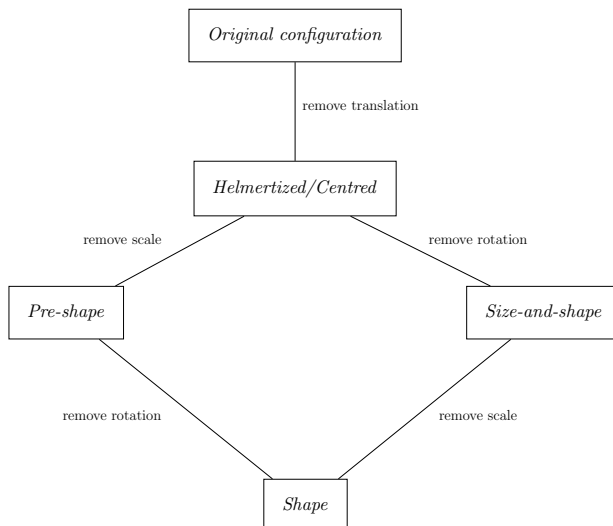 Original configuration
remove translation
Helmertized/Centred
remove scale
remove rotation
Pre-shape
Size-and-shape
remove rotation
remove scale
Shape